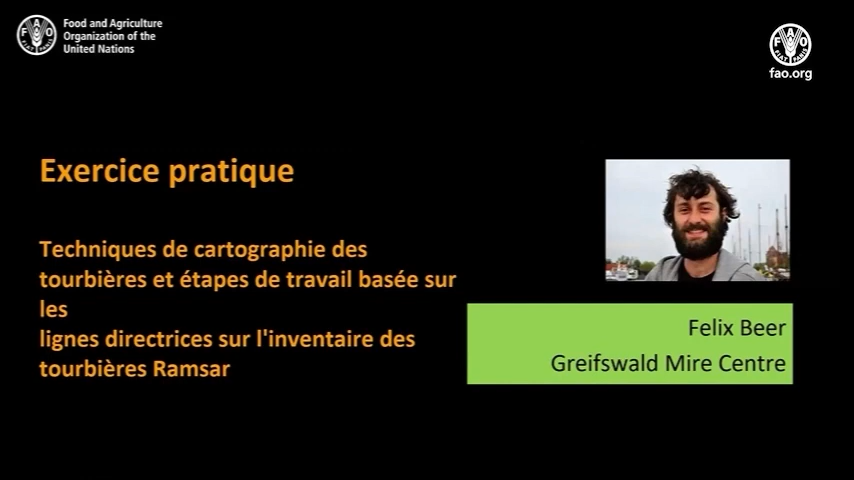 Food and Agriculture
Organization of the
United Nations
fao.org
Exercice pratique
Techniques de cartographie des
tourbières et étapes de travail basée sur
les
lignes directrices sur l'inventaire des
tourbières Ramsar
Felix Beer
Greifswald Mire Centre